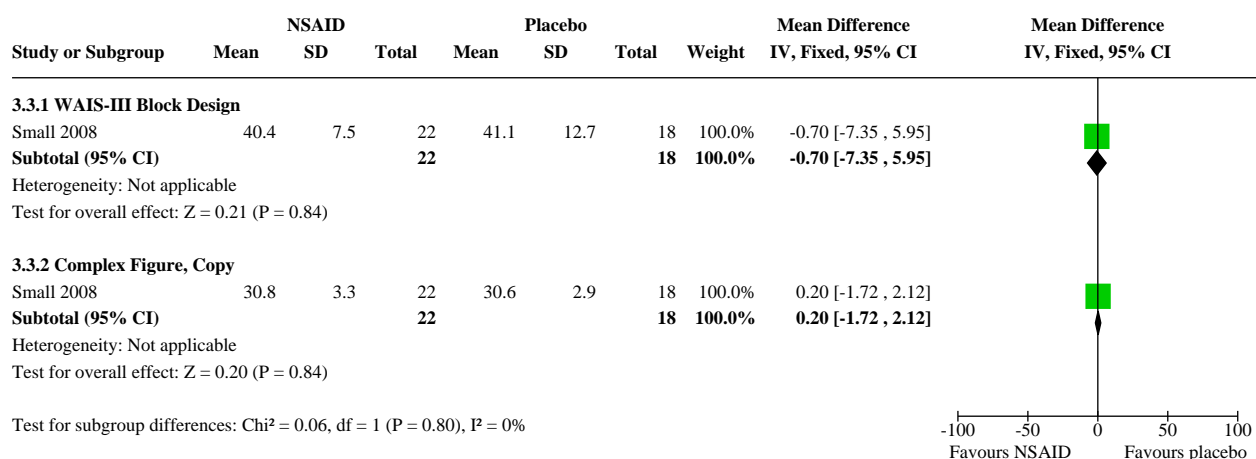 NSAID Placebo Mean Difference Mean Difference
Study or Subgroup Mean SD Total Mean SD Total Weight IV, Fixed, 95% CI IV, Fixed, 95% CI
3.3.1 WAIS-III Block Design
Small 2008 40.4 7.5 22 41.1 12.7 18 100.0% -0.70 [-7.35 , 5.95]
Subtotal (95% CI) 22 18 100.0% -0.70 [-7.35 , 5.95]
Heterogeneity: Not applicable
Test for overall effect: Z = 0.21 (P = 0.84)
3.3.2 Complex Figure, Copy
Small 2008 30.8 3.3 22 30.6 2.9 18 100.0% 0.20 [-1.72 , 2.12]
Subtotal (95% CI) 22 18 100.0% 0.20 [-1.72 , 2.12]
Heterogeneity: Not applicable
Test for overall effect: Z = 0.20 (P = 0.84)
Test for subgroup differences: Chi² = 0.06, df = 1 (P = 0.80), I² = 0%
-100 -50 0 50 100
Favours NSAID Favours placebo